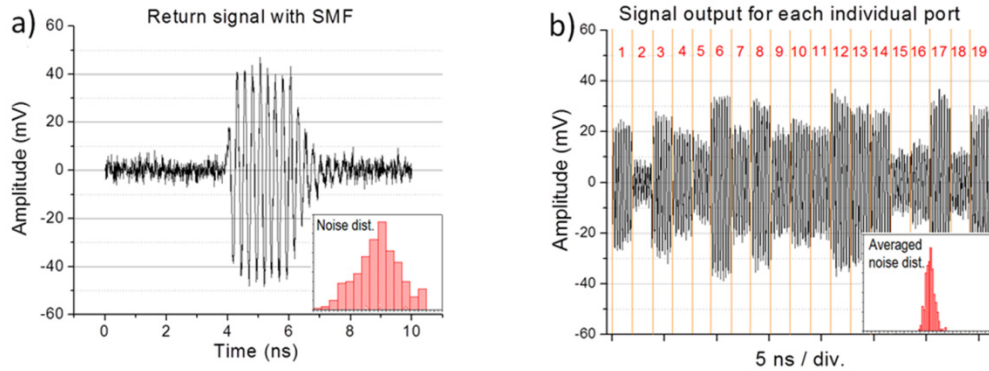 a)
Return signal with SMF
Amplitude (mV)
60
40
20
0
-20
-40
-60
0
2
4
6
8
10
Time (ns)
Noise dist.
b)
Signal output for each individual port
Amplitude (mV)
60
40
20
0
-20
-40
-60
1 2 3 4 5 6 7 8 9 10 11 12 13 14 15 16 17 18 19
Averaged
noise dist.
5 ns / div.